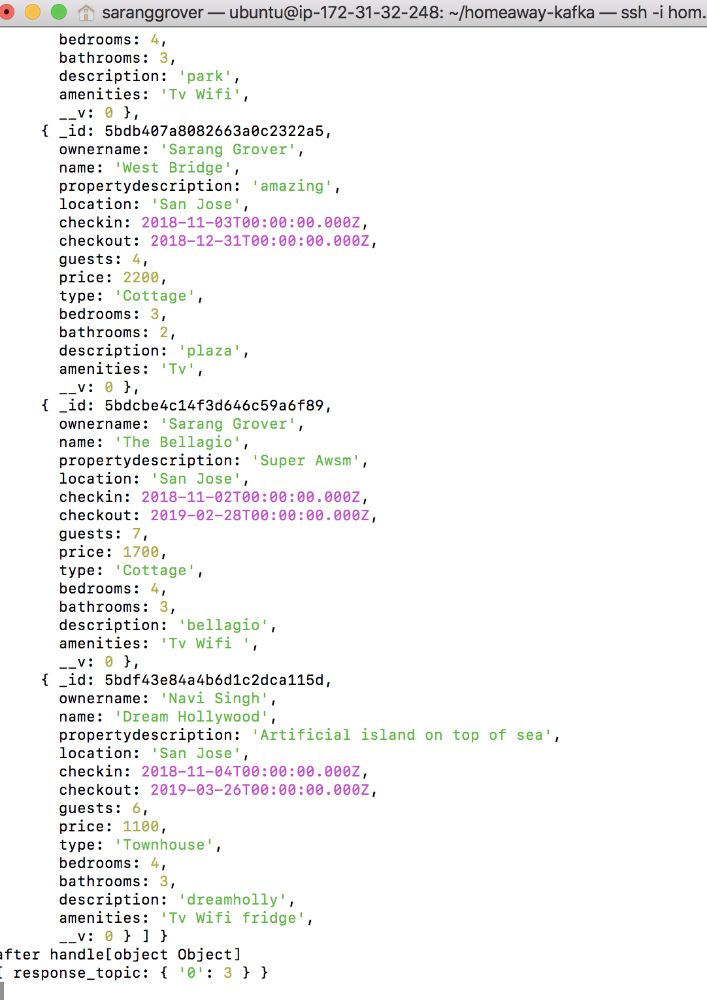 saranggrover — ubuntu@ip-172-31-32-248: ~/homeaway-kafka — ssh -i hom.
bedrooms: 4,
bathrooms: 3,
description: 'park',
amenities: 'Tv Wifi',
__v: 0 },
{ _id: 5bdb407a8082663a0c2322a5,
ownername: 'Sarang Grover',
name: 'West Bridge',
propertydescription: 'amazing',
location: 'San Jose',
checkin: 2018-11-03T00:00:00.000Z,
checkout: 2018-12-31T00:00:00.000Z,
guests: 4,
price: 2200,
type: 'Cottage',
bedrooms: 3,
bathrooms: 2,
description: 'plaza',
amenities: 'Tv',
__v: 0 },
{ _id: 5bdcbe4c14f3d646c59a6f89,
ownername: 'Sarang Grover',
name: 'The Bellagio',
propertydescription: 'Super Awsm',
location: 'San Jose',
checkin: 2018-11-02T00:00:00.000Z,
checkout: 2019-02-28T00:00:00.000Z,
guests: 7,
price: 1700,
type: 'Cottage',
bedrooms: 4,
bathrooms: 3,
description: 'bellagio',
amenities: 'Tv Wifi ',
__v: 0 },
{ _id: 5bdf43e84a4b6d1c2dca115d,
ownername: 'Navi Singh',
name: 'Dream Hollywood',
propertydescription: 'Artificial island on top of sea',
location: 'San Jose',
checkin: 2018-11-04T00:00:00.000Z,
checkout: 2019-03-26T00:00:00.000Z,
guests: 6,
price: 1100,
type: 'Townhouse',
bedrooms: 4,
bathrooms: 3,
description: 'dreamholly',
amenities: 'Tv Wifi fridge',
__v: 0 } ] }
after handle[object Object]
{ response_topic: { '0': 3 } }